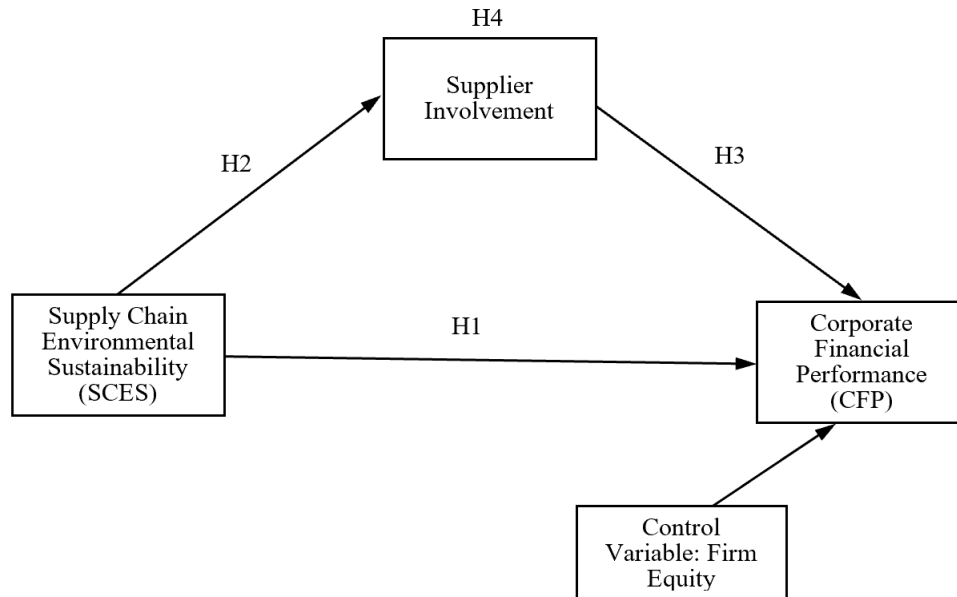 H4
Supplier
Involvement
H2
H3
Supply Chain
Environmental
Sustainability
(SCES)
H1
Corporate
Financial
Performance
(CFP)
Control
Variable: Firm
Equity